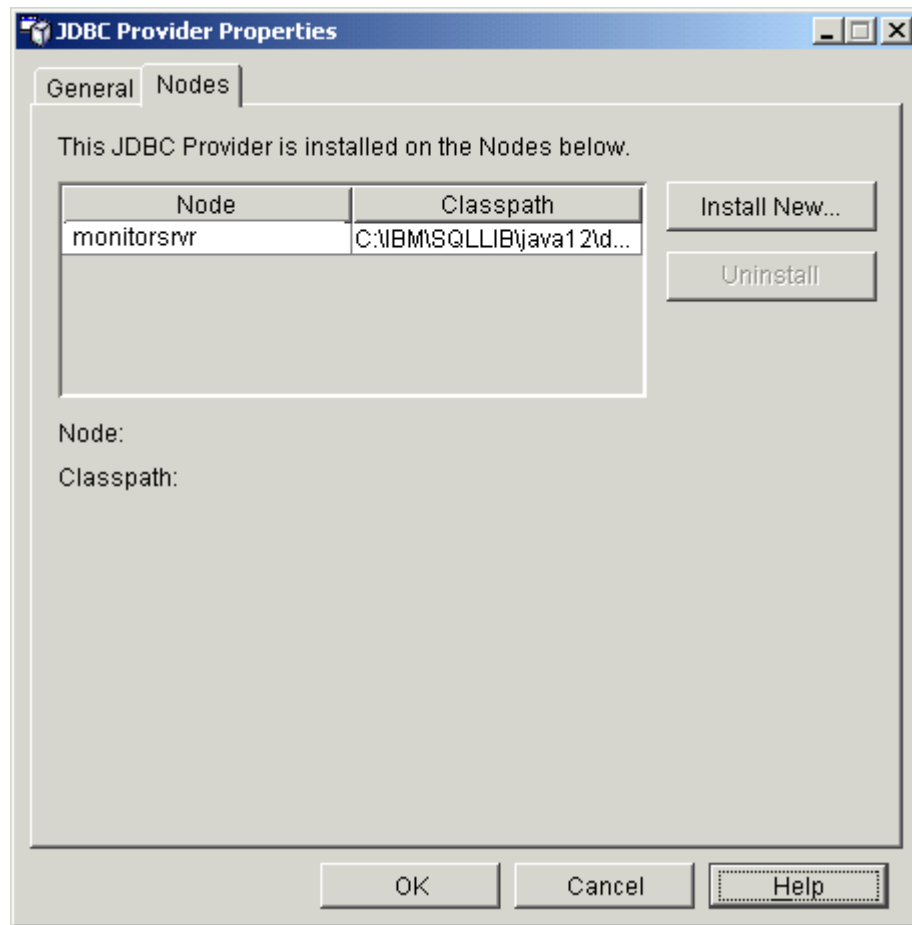 JDBC Provider Properties
General Nodes
This JDBC Provider is installed on the Nodes below.
Node Classpath
monitorsrvr C:\IBM\SQLLIB\java12\d...
Install New...
Uninstall
Node:
Classpath:
OK Cancel Help